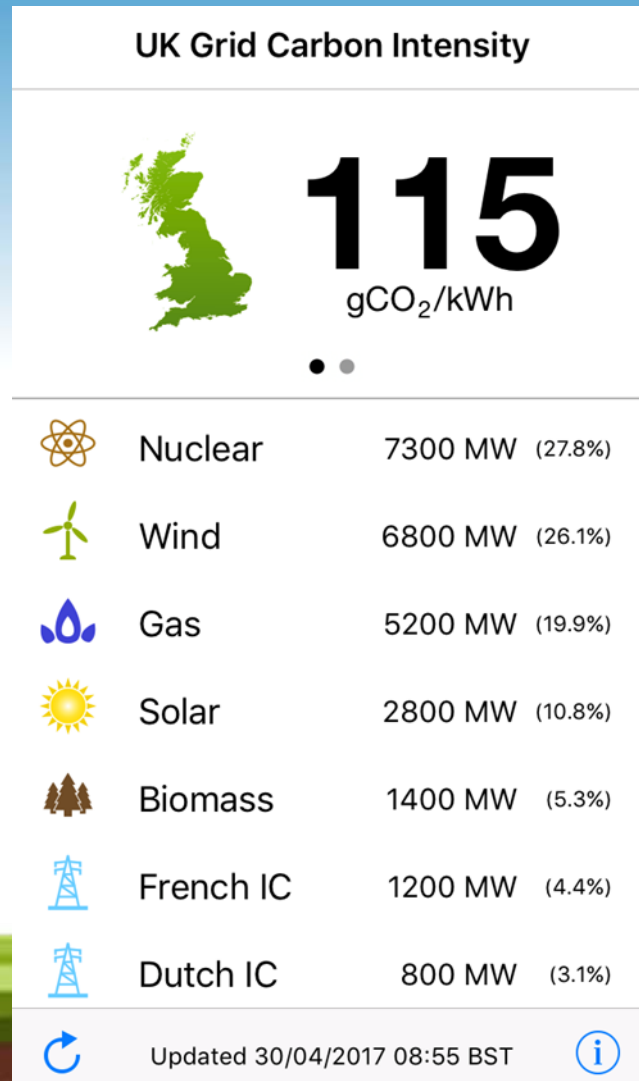 UK Grid Carbon Intensity
115
gCO₂/kWh
Nuclear 7300 MW (27.8%)
Wind 6800 MW (26.1%)
Gas 5200 MW (19.9%)
Solar 2800 MW (10.8%)
Biomass 1400 MW (5.3%)
French IC 1200 MW (4.4%)
Dutch IC 800 MW (3.1%)
Updated 30/04/2017 08:55 BST